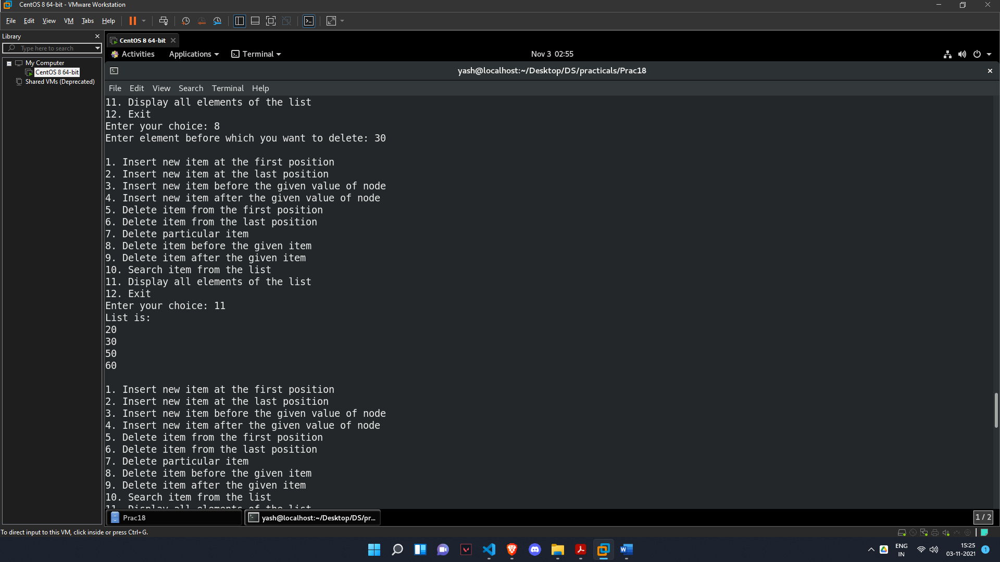 CentOS 8 64-bit - VMware Workstation
File Edit View VM Tabs Help
Library
Type here to search
My Computer
CentOS 8 64-bit
Shared VMs (Deprecated)
CentOS 8 64-bit
Activities Applications Terminal Nov 3 02:55
yash@localhost:~/Desktop/DS/practicals/Prac18
File Edit View Search Terminal Help
11. Display all elements of the list
12. Exit
Enter your choice: 8
Enter element before which you want to delete: 30
1. Insert new item at the first position
2. Insert new item at the last position
3. Insert new item before the given value of node
4. Insert new item after the given value of node
5. Delete item from the first position
6. Delete item from the last position
7. Delete particular item
8. Delete item before the given item
9. Delete item after the given item
10. Search item from the list
11. Display all elements of the list
12. Exit
Enter your choice: 11
List is:
20
30
50
60
1. Insert new item at the first position
2. Insert new item at the last position
3. Insert new item before the given value of node
4. Insert new item after the given value of node
5. Delete item from the first position
6. Delete item from the last position
7. Delete particular item
8. Delete item before the given item
9. Delete item after the given item
10. Search item from the list
11. Display all elements of the list
Prac18
yash@localhost:~/Desktop/DS/pr...
1 / 2
To direct input to this VM, click inside or press Ctrl+G.
ENG
IN
15:25
03-11-2021
1